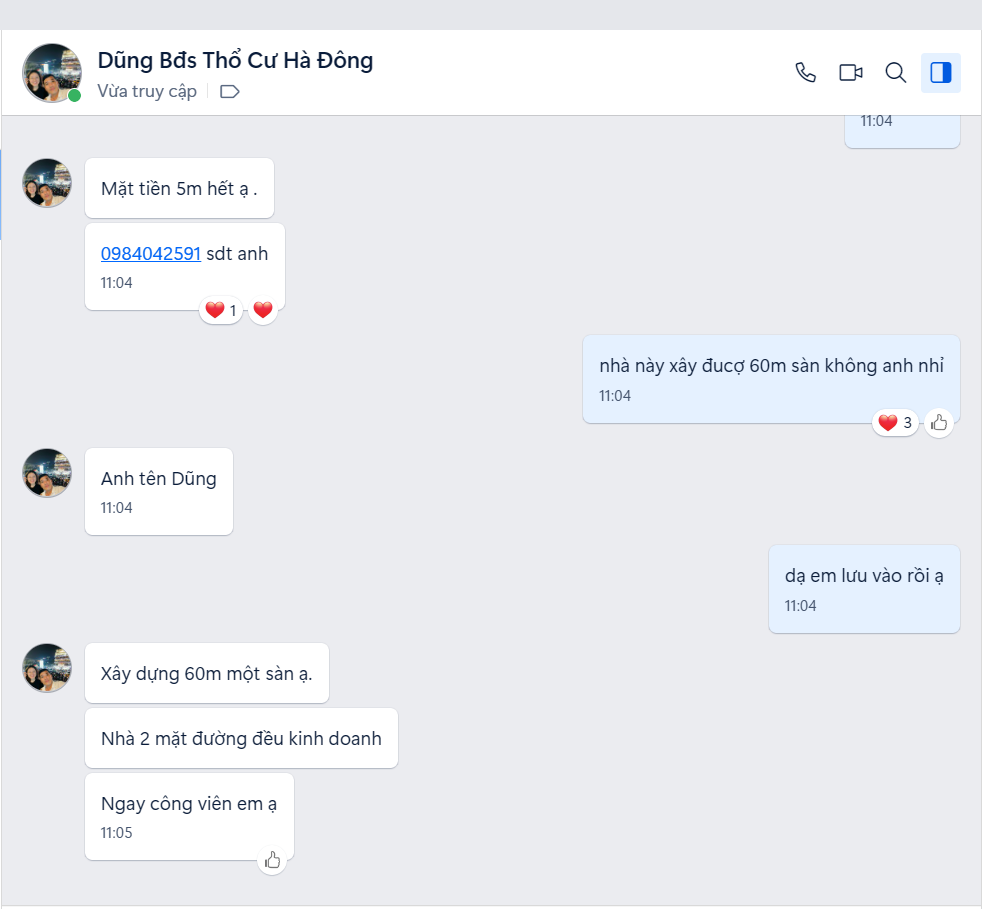 Dũng Bđs Thổ Cư Hà Đông
Vừa truy cập
11:04
Mặt tiền 5m hết ạ .
0984042591 sdt anh
11:04
1
nhà này xây đucợ 60m sàn không anh nhỉ
11:04
3
Anh tên Dũng
11:04
dạ em lưu vào rồi ạ
11:04
Xây dựng 60m một sàn ạ.
Nhà 2 mặt đường đều kinh doanh
Ngay công viên em ạ
11:05